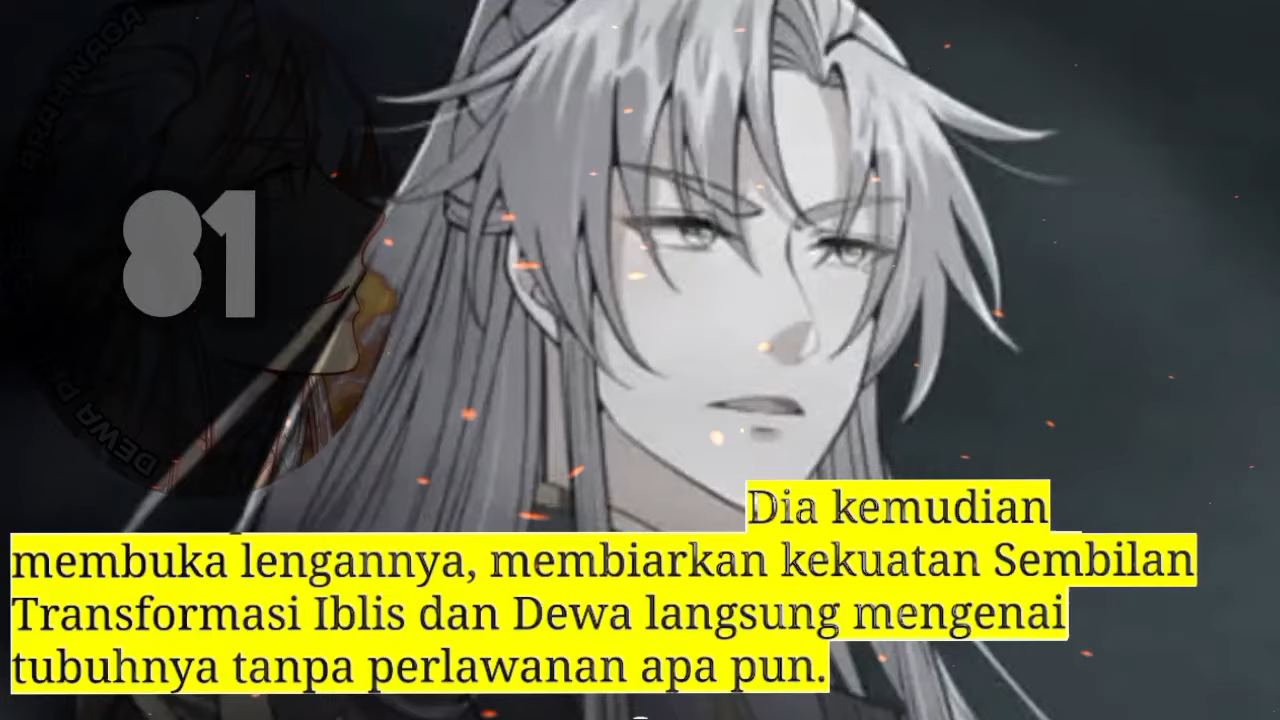 81
DEWA P
Dia kemudian
membuka lengannya, membiarkan kekuatan Sembilan
Transformasi Iblis dan Dewa langsung mengenai
tubuhnya tanpa perlawanan apa pun.